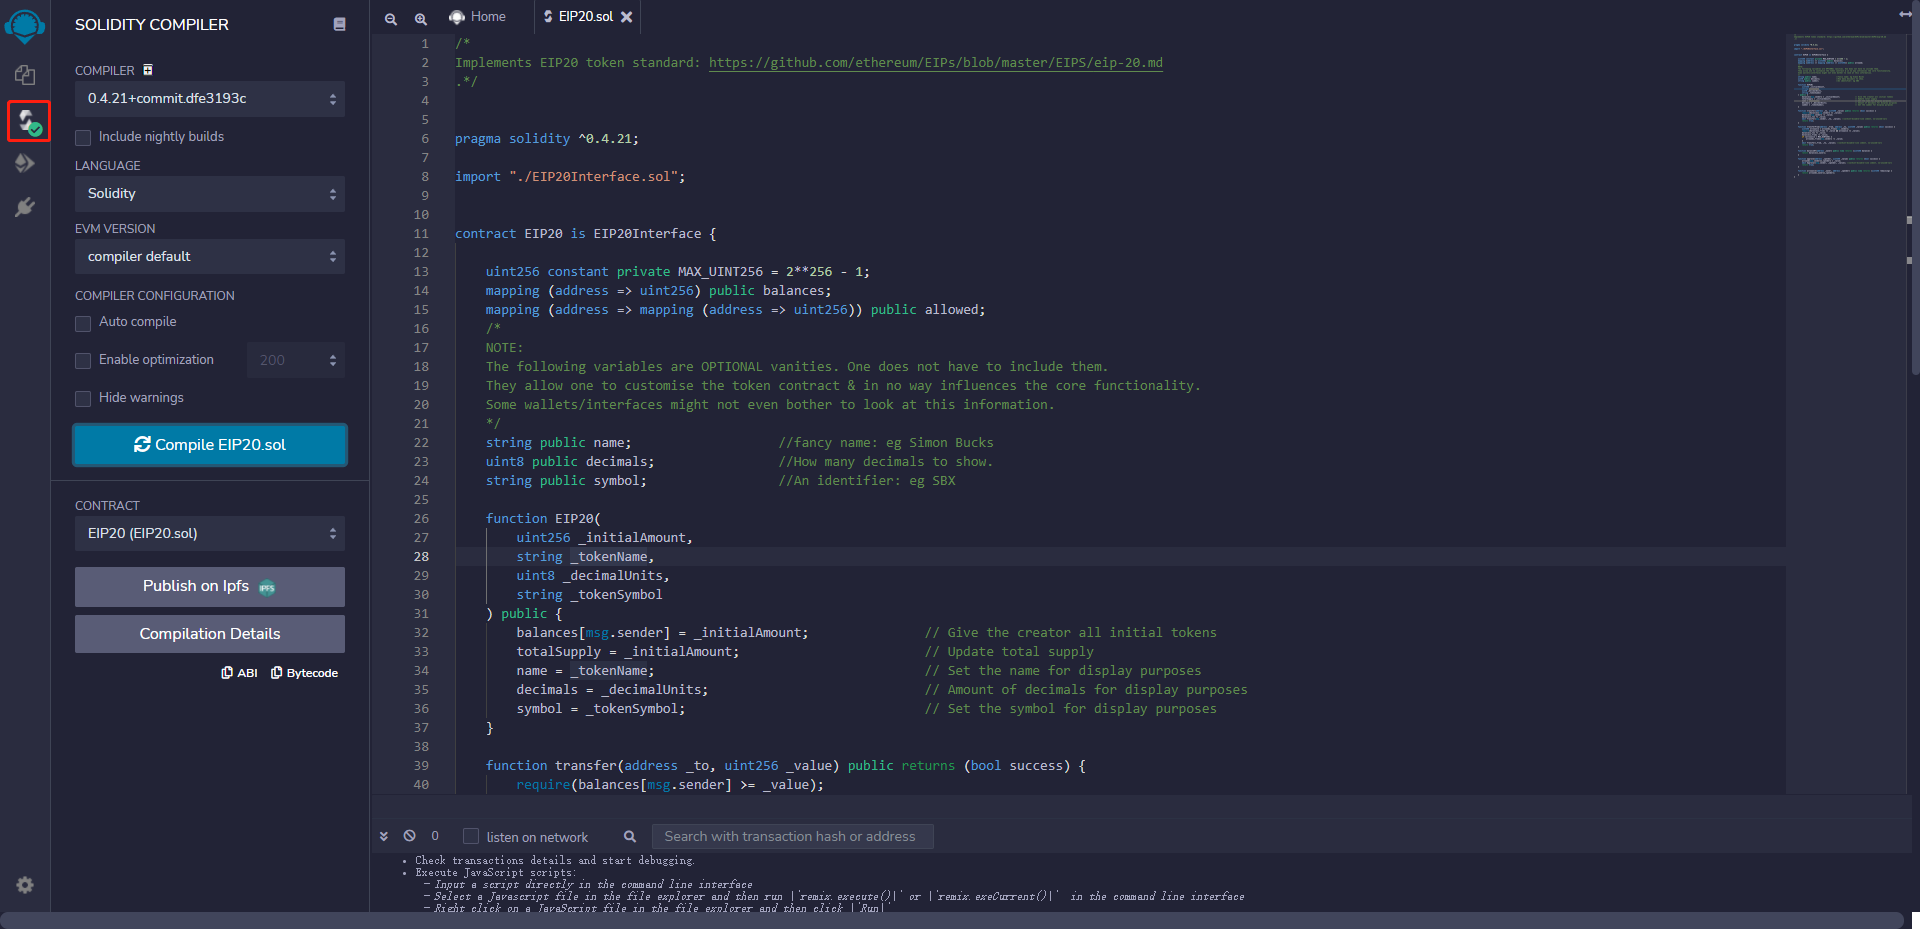 SOLIDITY COMPILER
COMPILER
0.4.21+commit.dfe3193c
Include nightly builds
LANGUAGE
Solidity
EVM VERSION
compiler default
COMPILER CONFIGURATION
Auto compile
Enable optimization 200
Hide warnings
Compile EIP20.sol
CONTRACT
EIP20 (EIP20.sol)
Publish on Ipfs IPFS
Compilation Details
ABI Bytecode
Home EIP20.sol
1 /*
2 Implements EIP20 token standard: https://github.com/ethereum/EIPs/blob/master/EIPS/eip-20.md
3 .*/
4
5
6 pragma solidity ^0.4.21;
7
8 import "./EIP20Interface.sol";
9
10
11 contract EIP20 is EIP20Interface {
12
13 uint256 constant private MAX_UINT256 = 2**256 - 1;
14 mapping (address => uint256) public balances;
15 mapping (address => mapping (address => uint256)) public allowed;
16 /*
17 NOTE:
18 The following variables are OPTIONAL vanities. One does not have to include them.
19 They allow one to customise the token contract & in no way influences the core functionality.
20 Some wallets/interfaces might not even bother to look at this information.
21 */
22 string public name; //fancy name: eg Simon Bucks
23 uint8 public decimals; //How many decimals to show.
24 string public symbol; //An identifier: eg SBX
25
26 function EIP20(
27 uint256 _initialAmount,
28 string _tokenName,
29 uint8 _decimalUnits,
30 string _tokenSymbol
31 ) public {
32 balances[msg.sender] = _initialAmount; // Give the creator all initial tokens
33 totalSupply = _initialAmount; // Update total supply
34 name = _tokenName; // Set the name for display purposes
35 decimals = _decimalUnits; // Amount of decimals for display purposes
36 symbol = _tokenSymbol; // Set the symbol for display purposes
37 }
38
39 function transfer(address _to, uint256 _value) public returns (bool success) {
40 require(balances[msg.sender] >= _value);
0 listen on network Search with transaction hash or address
• Check transactions details and start debugging.
• Execute JavaScript scripts:
- Input a script directly in the command line interface
- Select a Javascript file in the file explorer and then run |`remix.execute()|` or |`remix.exeCurrent()|` in the command line interface
- Right click on a JavaScript file in the file explorer and then click |`Run|`